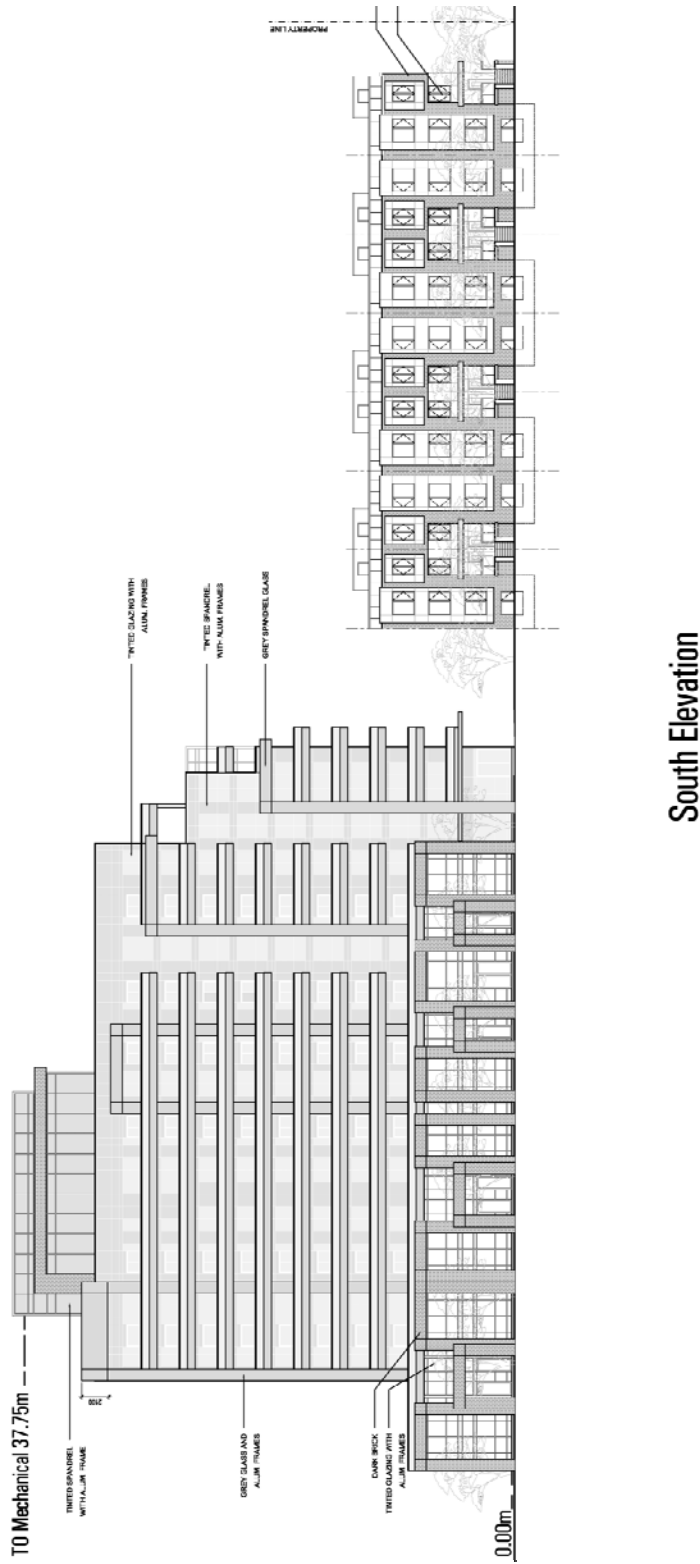 TO Mechanical 37.75m
TINTED SPANDREL
WITH ALUM. FRAME
2100
GREY GLASS AND
ALUM. FRAMES
DARK BRICK
TINTED GLAZING WITH
ALUM. FRAMES
0.00m
TINTED GLAZING WITH
ALUM. FRAMES
TINTED SPANDREL
WITH ALUM. FRAMES
GREY SPANDREL GLASS
PROPERTY LINE
South Elevation